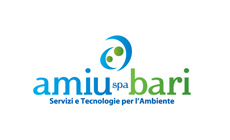 amiu spa bari
Servizi e Tecnologie per l'Ambiente